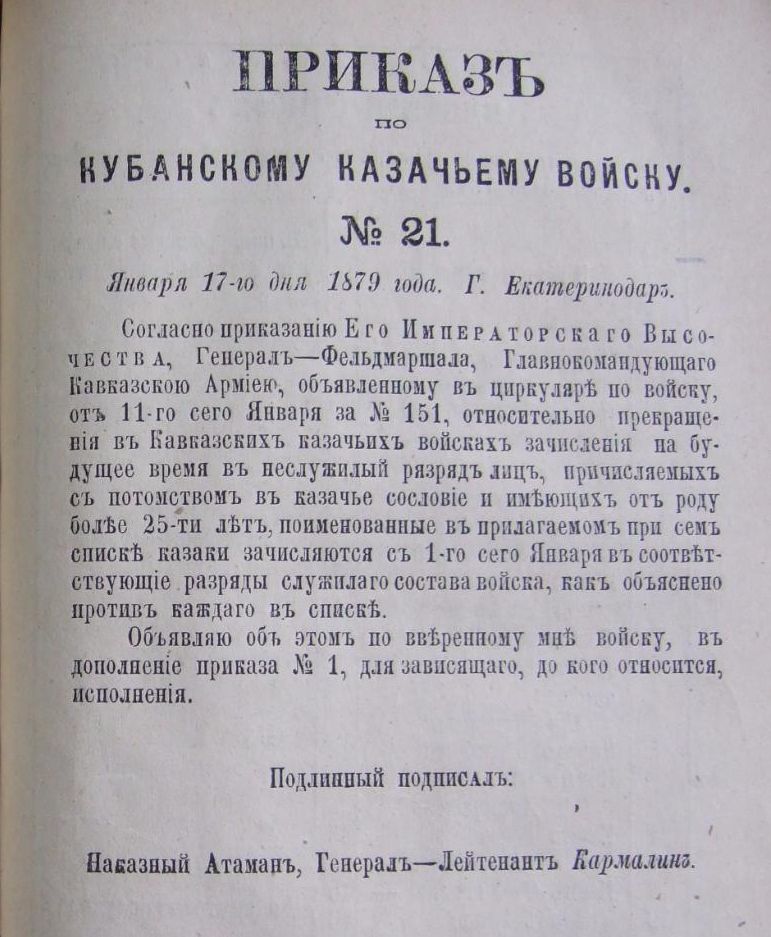 ПРИКАЗЪ
ПО
КУБАНСКОМУ КАЗАЧЬЕМУ ВОЙСКУ.
№ 21.
Января 17-го дня 1879 года. Г. Екатеринодаръ.
Согласно приказанію Его Императорскаго Высо-
чества, Генералъ—Фельдмаршала, Главнокомандующаго
Кавказскою Арміею, объявленному въ циркулярѣ по войску,
отъ 11-го сего Января за № 151, относительно прекраще-
нія въ Кавказскихъ казачьихъ войскахъ зачисленія на бу-
дущее время въ неслужилый рязрядъ лицъ, причисляемыхъ
съ потомствомъ въ казачье сословіе и имѣющихъ отъ роду
болѣе 25-ти лѣтъ, поименованные въ прилагаемомъ при семъ
спискѣ казаки зачисляются съ 1-го сего Января въ соотвѣт-
ствующіе разряды служилаго состава войска, какъ объяснено
противъ каждаго въ спискѣ.
Объявляю объ этомъ по ввѣренному мнѣ войску, въ
дополненіе приказа № 1, для зависящаго, до кого относится,
исполненія.
Подлинный подписалъ:
Наказный Атаманъ, Генералъ—Лейтенантъ Кармалинъ.